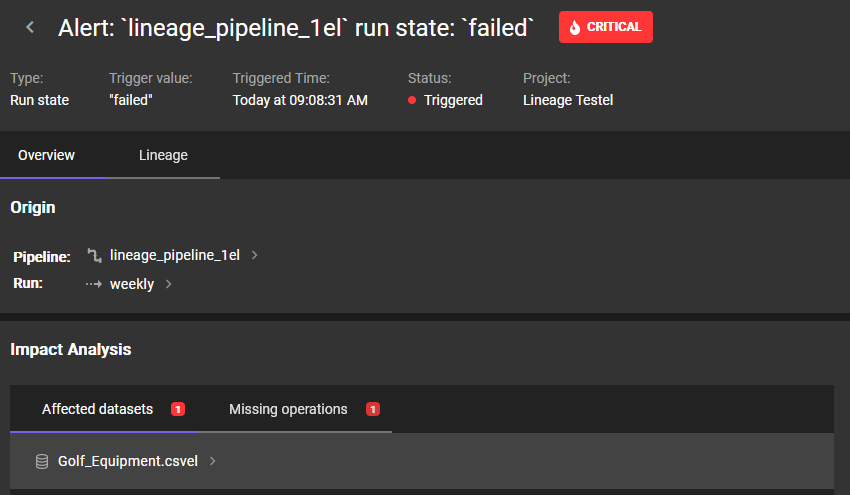 Alert: `lineage_pipeline_1el` run state: `failed` CRITICAL
Type: Trigger value: Triggered Time: Status: Project:
Run state "failed" Today at 09:08:31 AM Triggered Lineage Testel
Overview Lineage
Origin
Pipeline: lineage_pipeline_1el
Run: weekly
Impact Analysis
Affected datasets 1 Missing operations 1
Golf_Equipment.csvel